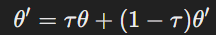 θ′ = τθ + (1 − τ)θ′